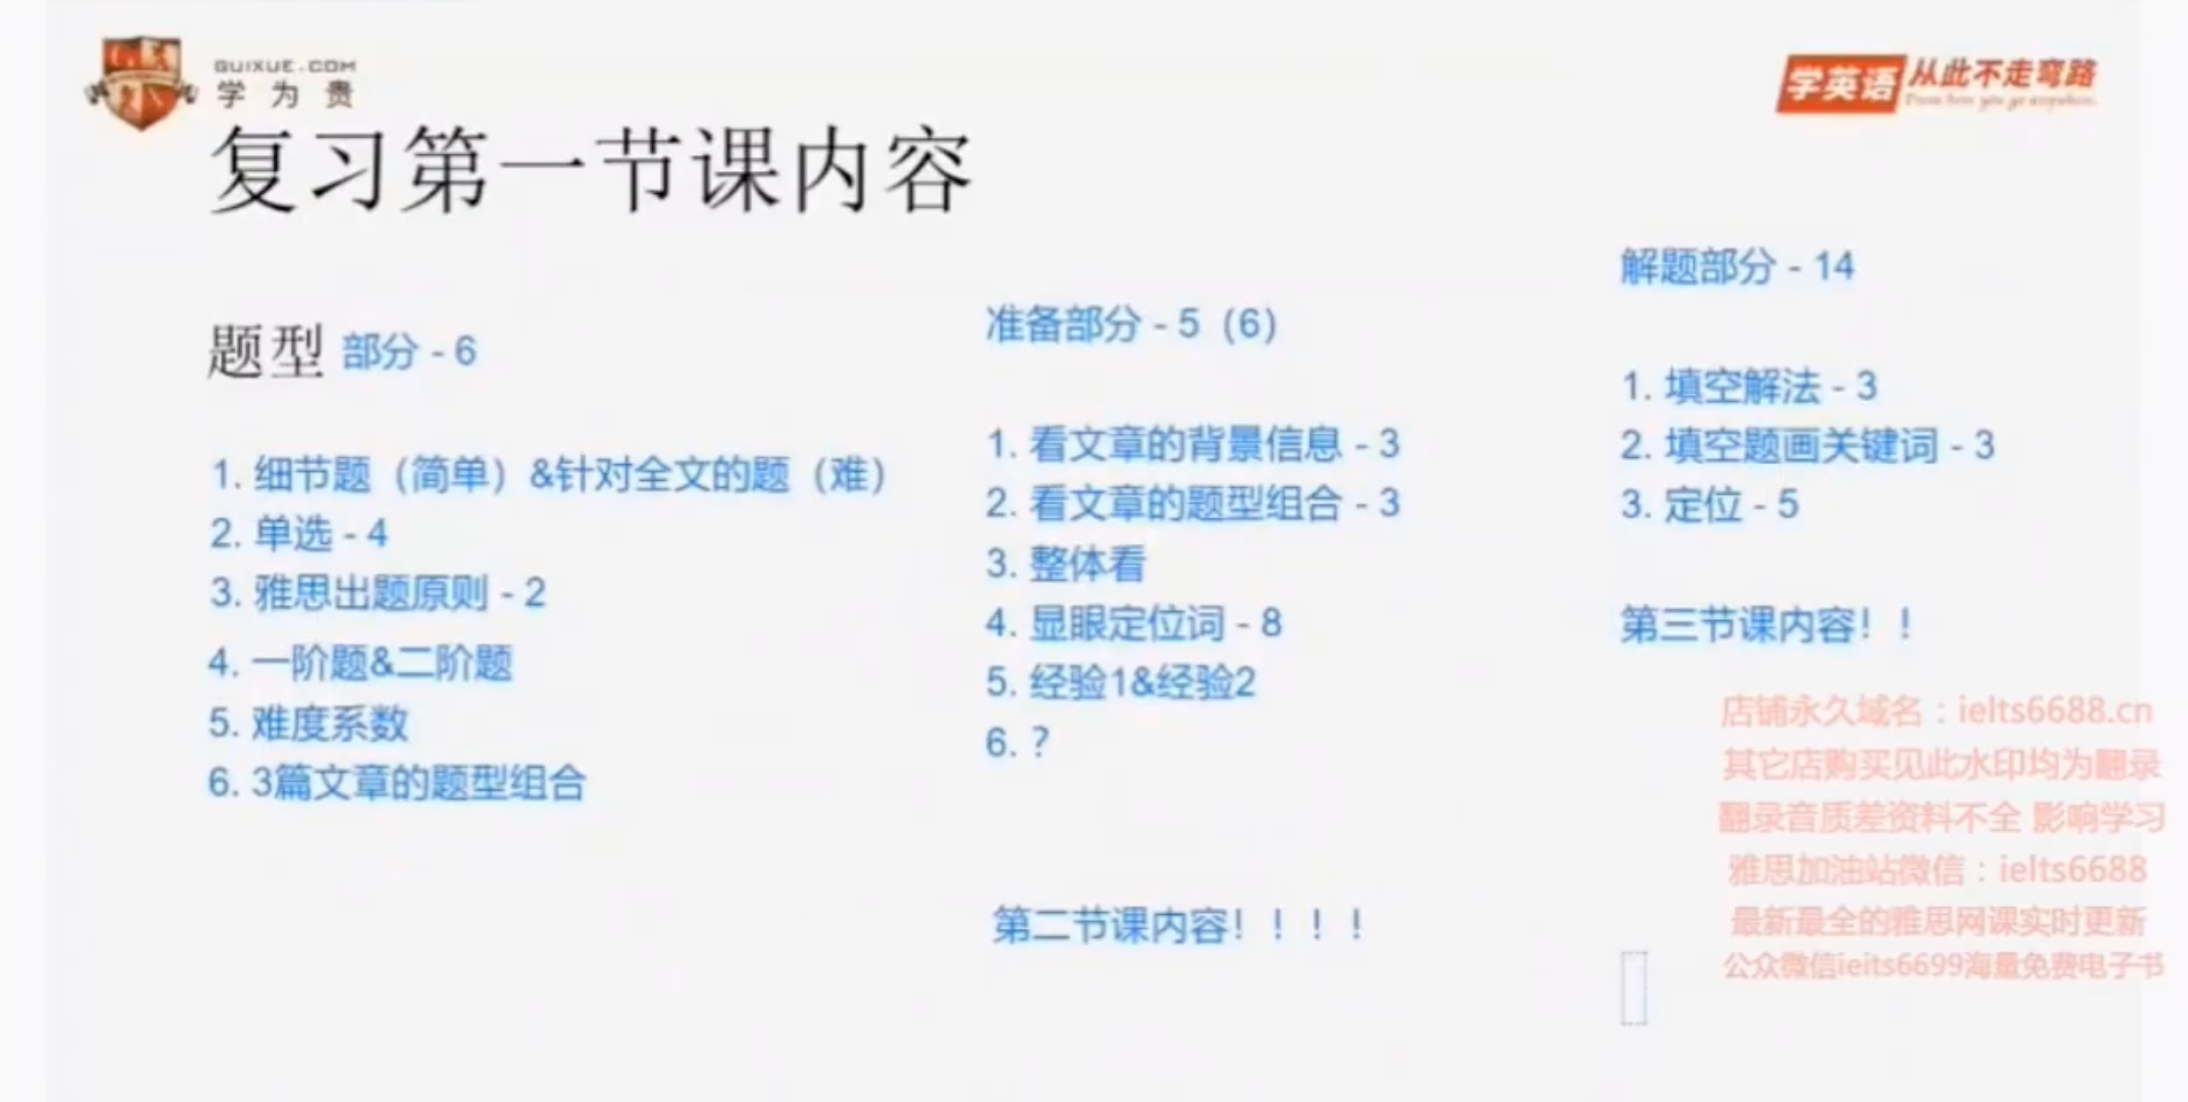 GUIXUE.COM
学为贵
学英语 从此不走弯路
复习第一节课内容
题型 部分 - 6
1. 细节题（简单）&针对全文的题（难）
2. 单选 - 4
3. 雅思出题原则 - 2
4. 一阶题&二阶题
5. 难度系数
6. 3篇文章的题型组合
准备部分 - 5（6）
1. 看文章的背景信息 - 3
2. 看文章的题型组合 - 3
3. 整体看
4. 显眼定位词 - 8
5. 经验1&经验2
6. ？
第二节课内容！！！！
解题部分 - 14
1. 填空解法 - 3
2. 填空题画关键词 - 3
3. 定位 - 5
第三节课内容！！
店铺永久域名：ielts6688.cn
其它店购买见此水印均为翻录
翻录音质差资料不全 影响学习
雅思加油站微信：ielts6688
最新最全的雅思网课实时更新
公众微信ieits6699海量免费电子书